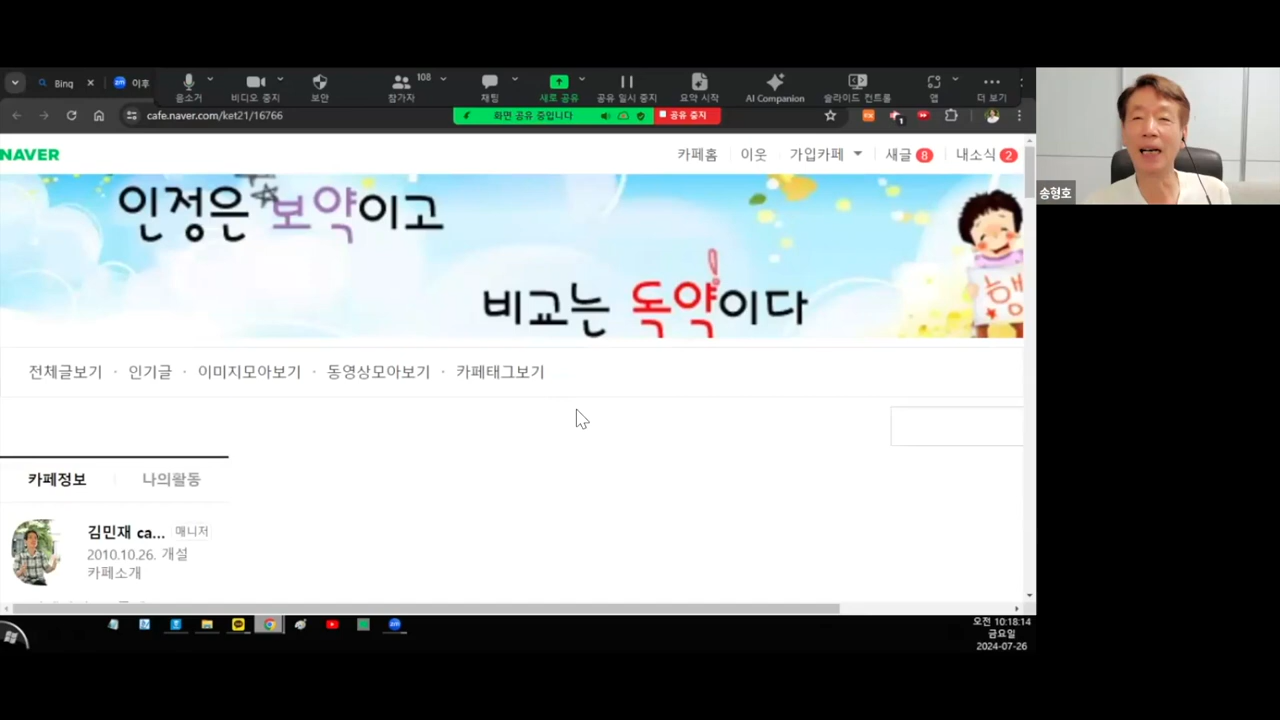 Bing
이후
음소거
비디오 중지
보안
참가자
108
채팅
새로 공유
공유 일시 중지
요약 시작
AI Companion
슬라이드 컨트롤
앱
더 보기
cafe.naver.com/ket21/16766
화면 공유 중입니다
공유 중지
송형호
NAVER
카페홈
이웃
가입카페
새글 8
내소식 2
인정은 보약이고
비교는 독약!이다
행
전체글보기 · 인기글 · 이미지모아보기 · 동영상모아보기 · 카페태그보기
카페정보
나의활동
김민재 ca...
매니저
2010.10.26. 개설
카페소개
오전 10:18:14
금요일
2024-07-26